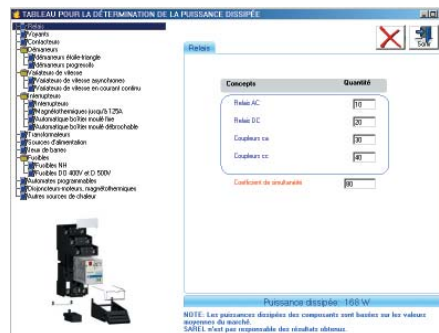 TABLEAU POUR LA DÉTERMINATION DE LA PUISSANCE DISSIPÉE
Relais
Voyants
Contacteurs
Démarreurs
démarreurs étoile-triangle
démarreurs progressifs
Variateurs de vitesse
Variateurs de vitesse asynchrones
Variateurs de vitesse en courant continu
Interrupteurs
Interrupteurs
Magnétothermiques jusqu'à 125A
Automatique boîtier moulé fixe
Automatique boîtier moulé débrochable
Transformateurs
Sources d'alimentation
Jeux de barres
Fusibles
Fusibles NH
Fusibles DO 400V et D 500V
Automates programmables
Disjoncteurs-moteurs, magnétothermiques
Autres sources de chaleur
Sortir
Relais
Concepts Quantité
Relais AC 10
Relais DC 20
Coupleurs ca 30
Coupleurs cc 40
Coefficient de simultanéité 80
Puissance dissipée: 168 W
NOTE: Les puissances dissipées des composants sont basées sur les valeurs
moyennes du marché.
SAREL n'est pas responsable des résultats obtenus.